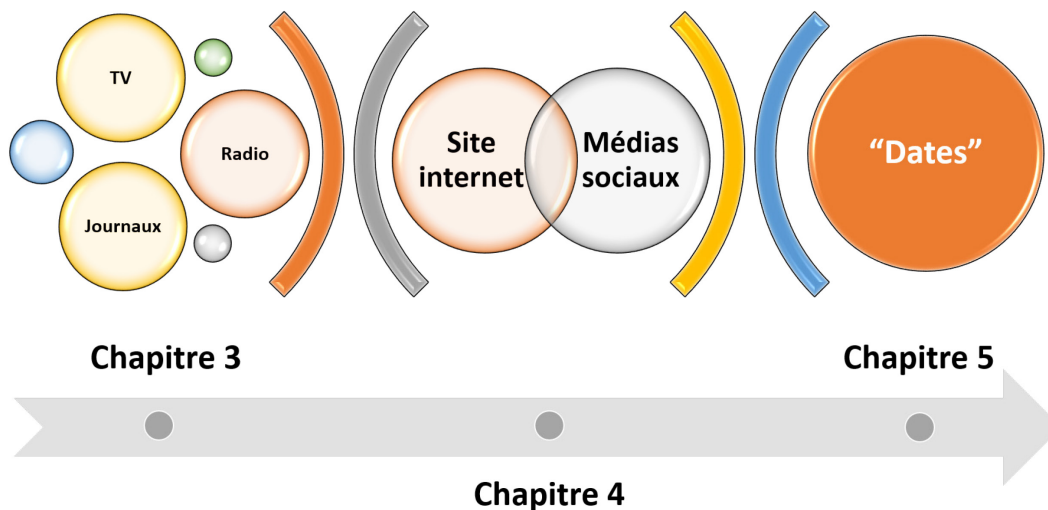 TV
Radio
Journaux
Site
internet
Médias
sociaux
“Dates”
Chapitre 3
Chapitre 5
Chapitre 4